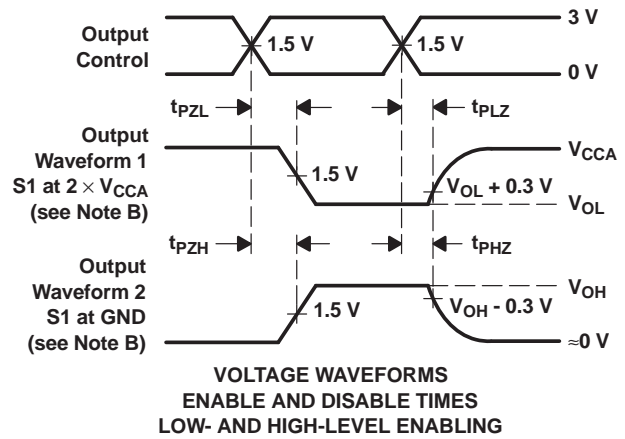 3 V
Output
Control
1.5 V
1.5 V
0 V
tPZL
tPLZ
Output
Waveform 1
S1 at 2 × VCCA
(see Note B)
VCCA
1.5 V
VOL + 0.3 V
VOL
tPZH
tPHZ
Output
Waveform 2
S1 at GND
(see Note B)
VOH
1.5 V
VOH - 0.3 V
≈0 V
VOLTAGE WAVEFORMS
ENABLE AND DISABLE TIMES
LOW- AND HIGH-LEVEL ENABLING